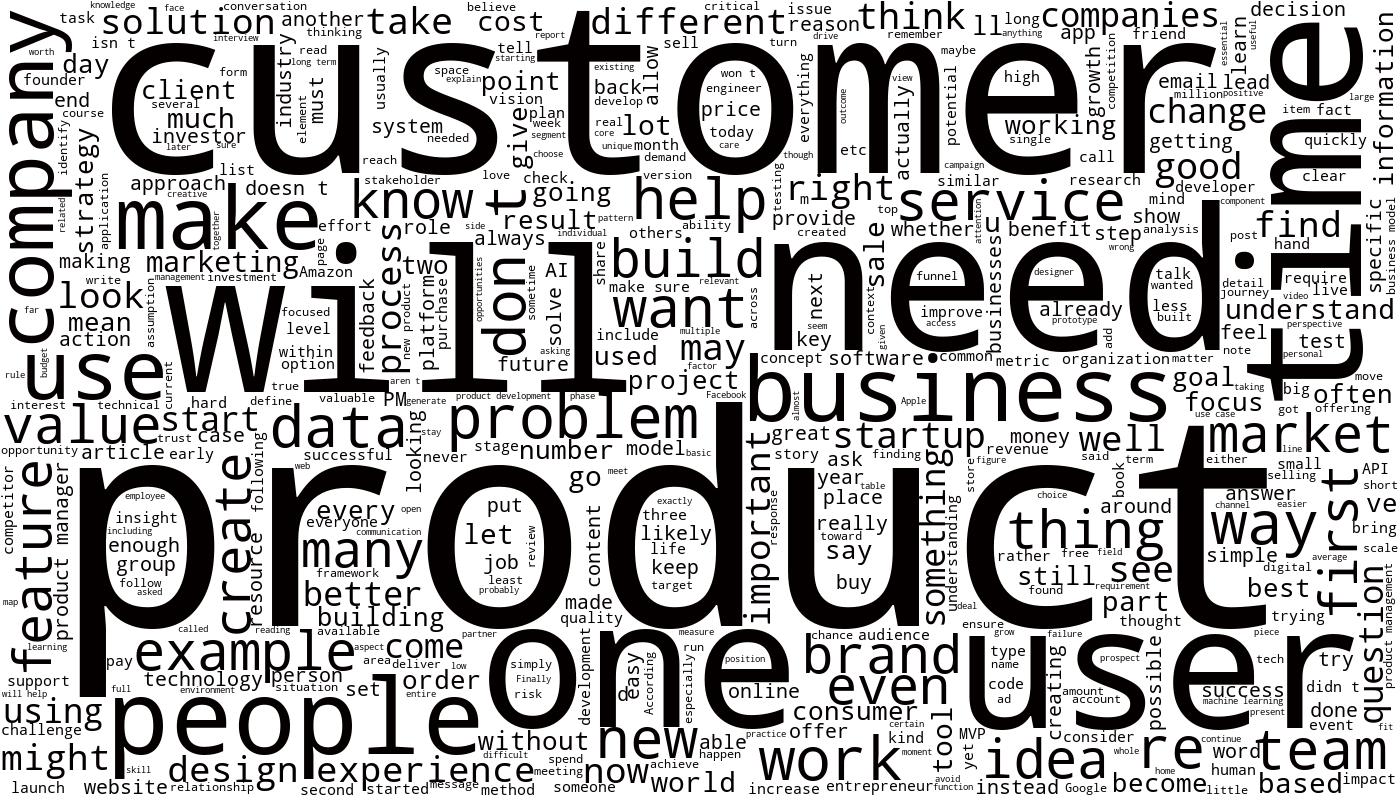 knowledge face conversation believe critical issue long companies decision
task solution another take cost different reason think ll app friend learn
isn t interview thinking report sell turn drive remember anything essential useful
company worth day customer time information
founder form read long term usually space explain tell starting point existing back allow won t engineer everything view high growth competition email lead million positive large
end client industry must vision develop price outcome actually potential maybe working change item fact
course several much element system plan week real core lot today getting quickly
identify investor needed give segment unique month care etc single good
strategy later sure list reach choose demand though call clear
related application approach doesn t stakeholder love check version testing campaign similar research developer component business model specific
creative know going help right service mind
make together effort role t result pattern ability m provide top whether benefit step show analysis post find
making marketing page process side always individual others created attention wrong hand
write management investment Amazon two AI share build sale businesses funnel designer talk wanted detail journey require live video
look assumption will focused feedback platform purchase opportunities don sometime solve make sure relevant across next context need improve access already less built understand
far mean level new product want seem given prototype add perspective
action within asking include multiple key feel test
use current option future used may concept software common metric organization matter note personal
rule budget true aren t factor project business goal taking big often move
interest technical hard define valuable PM generate product development phase Facebook almost Apple focus use case got offering
value start data problem great startup money well market
opportunity trust case successful looking stay stage number model basic story finding revenue said term either line small API
article early following web never go meet important ask store figure book selling short
competitor feature product manager employee product year table place choice around answer channel easier ve
insight create every open put exactly response something understanding thing way first bring
including everyone communication let three likely really toward rather free field simple average scale
enough many review content life say see digital
group resource framework job keep buy still requirement best
follow asked better least probably target found part
map building made quality ideal thought trying question product management
called reading available partner one measure chance audience ensure grow failure piece
learning example aspect come development run brand type name user prospect possible tech try
pay technology person area deliver low simply Finally easy According especially position code creating
support environment situation set order risk d online even ad amount account success didn t
will help full entire machine learning present
using people consumer certain done
challenge without new able practice offer kind tool MVP consider re continue event fit
might skill design experience difficult spend happen work moment yet idea whole word team
relationship meeting now achieve home human
launch website second started message method someone world increase entrepreneur avoid function instead Google become little based impact